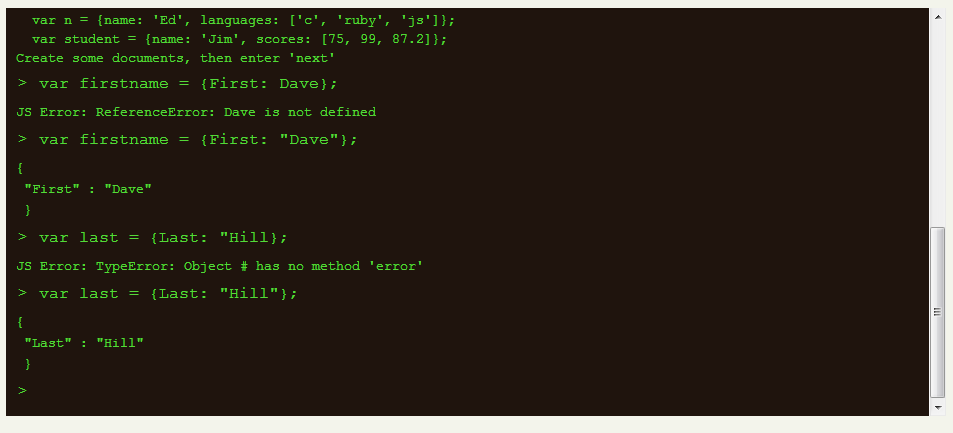 var n = {name: 'Ed', languages: ['c', 'ruby', 'js']};
var student = {name: 'Jim', scores: [75, 99, 87.2]};
Create some documents, then enter 'next'
> var firstname = {First: Dave};
JS Error: ReferenceError: Dave is not defined
> var firstname = {First: "Dave"};
{
"First" : "Dave"
}
> var last = {Last: "Hill};
JS Error: TypeError: Object # has no method 'error'
> var last = {Last: "Hill"};
{
"Last" : "Hill"
}
>